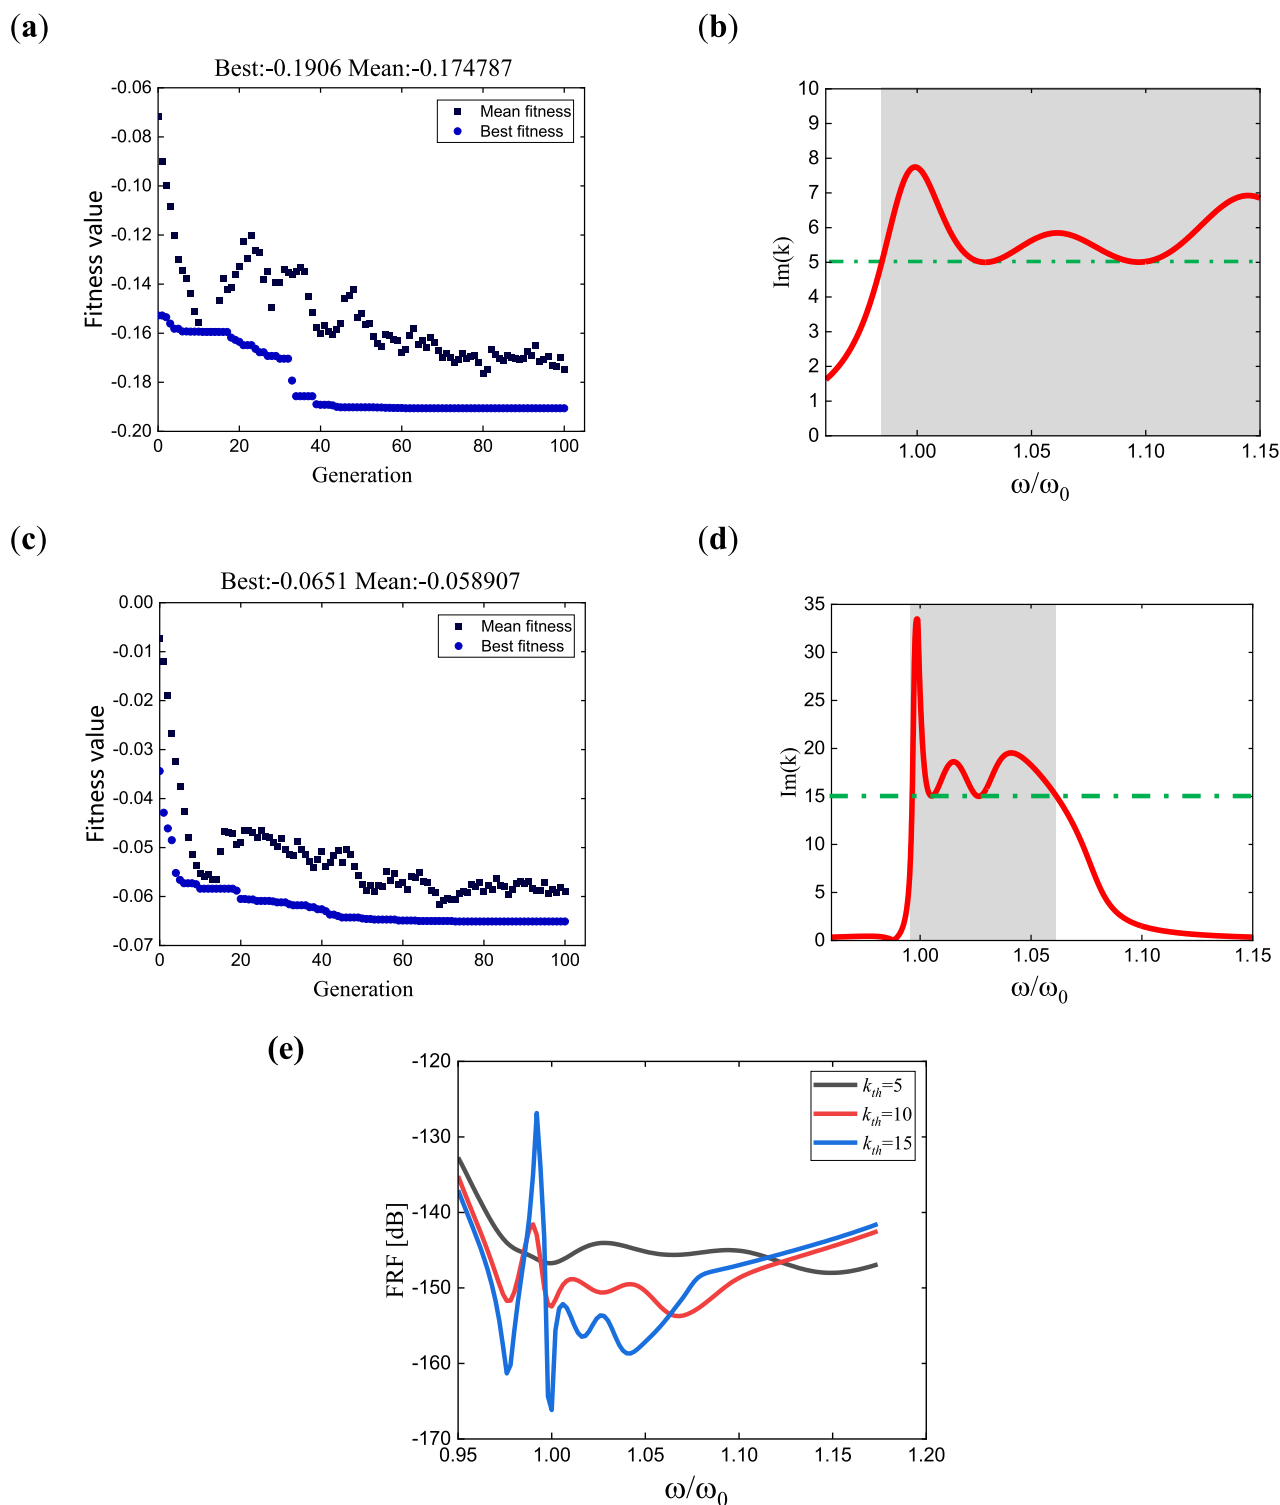 (a)
Best:-0.1906 Mean:-0.174787
-0.06
-0.08
-0.10
-0.12
-0.14
-0.16
-0.18
-0.20
Fitness value
Mean fitness
Best fitness
0 20 40 60 80 100
Generation
(b)
10
9
8
7
6
5
4
3
2
1
0
Im(k)
1.00 1.05 1.10 1.15
ω/ω0
(c)
Best:-0.0651 Mean:-0.058907
0.00
-0.01
-0.02
-0.03
-0.04
-0.05
-0.06
-0.07
Fitness value
Mean fitness
Best fitness
0 20 40 60 80 100
Generation
(d)
35
30
25
20
15
10
5
0
Im(k)
1.00 1.05 1.10 1.15
ω/ω0
(e)
-120
-130
-140
-150
-160
-170
FRF [dB]
kth=5
kth=10
kth=15
0.95 1.00 1.05 1.10 1.15 1.20
ω/ω0